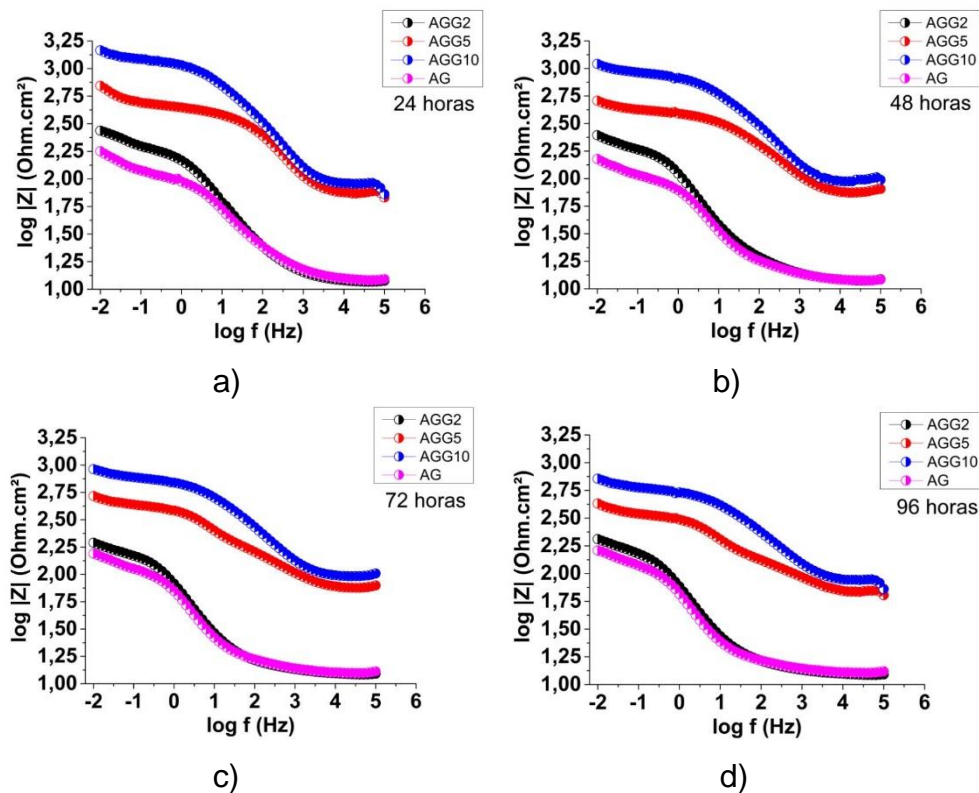 3,25
3,00
2,75
2,50
2,25
2,00
1,75
1,50
1,25
1,00
log |Z| (Ohm.cm²)
-2 -1 0 1 2 3 4 5 6
log f (Hz)
AGG2
AGG5
AGG10
AG
24 horas
a)
3,25
3,00
2,75
2,50
2,25
2,00
1,75
1,50
1,25
1,00
log |Z| (Ohm.cm²)
-2 -1 0 1 2 3 4 5 6
log f (Hz)
AGG2
AGG5
AGG10
AG
48 horas
b)
3,25
3,00
2,75
2,50
2,25
2,00
1,75
1,50
1,25
1,00
log |Z| (Ohm.cm²)
-2 -1 0 1 2 3 4 5 6
log f (Hz)
AGG2
AGG5
AGG10
AG
72 horas
c)
3,25
3,00
2,75
2,50
2,25
2,00
1,75
1,50
1,25
1,00
log |Z| (Ohm.cm²)
-2 -1 0 1 2 3 4 5 6
log f (Hz)
AGG2
AGG5
AGG10
AG
96 horas
d)